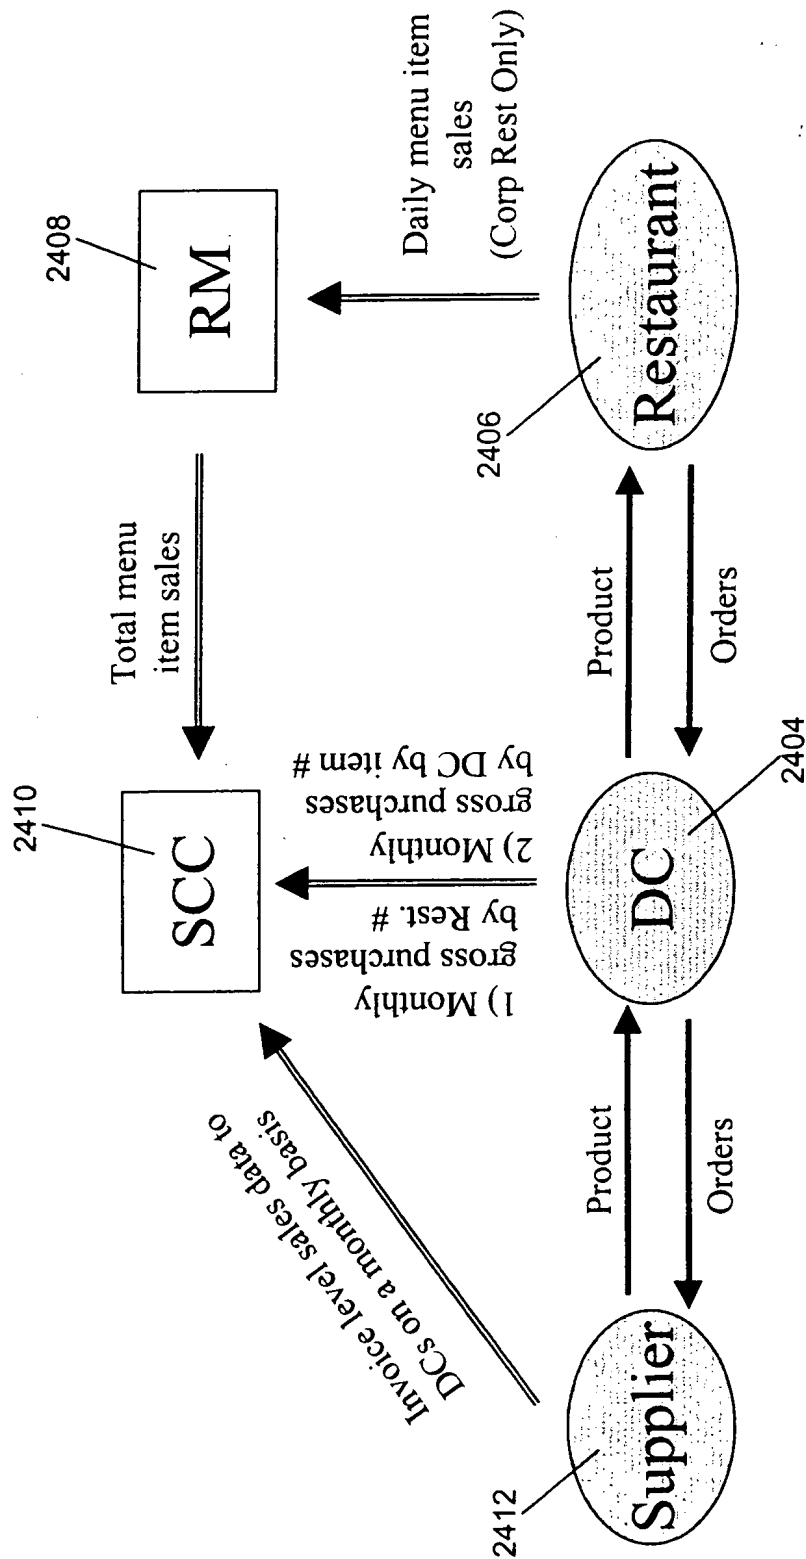 2410
SCC
2408
RM
Total menu
item sales
Invoice level sales data to
DCs on a monthly basis
1) Monthly
gross purchases
by Rest. #
2) Monthly
gross purchases
by DC by item #
Daily menu item
sales
(Corp Rest Only)
2412
Supplier
Product
Orders
DC
2404
Product
Orders
2406
Restaurant